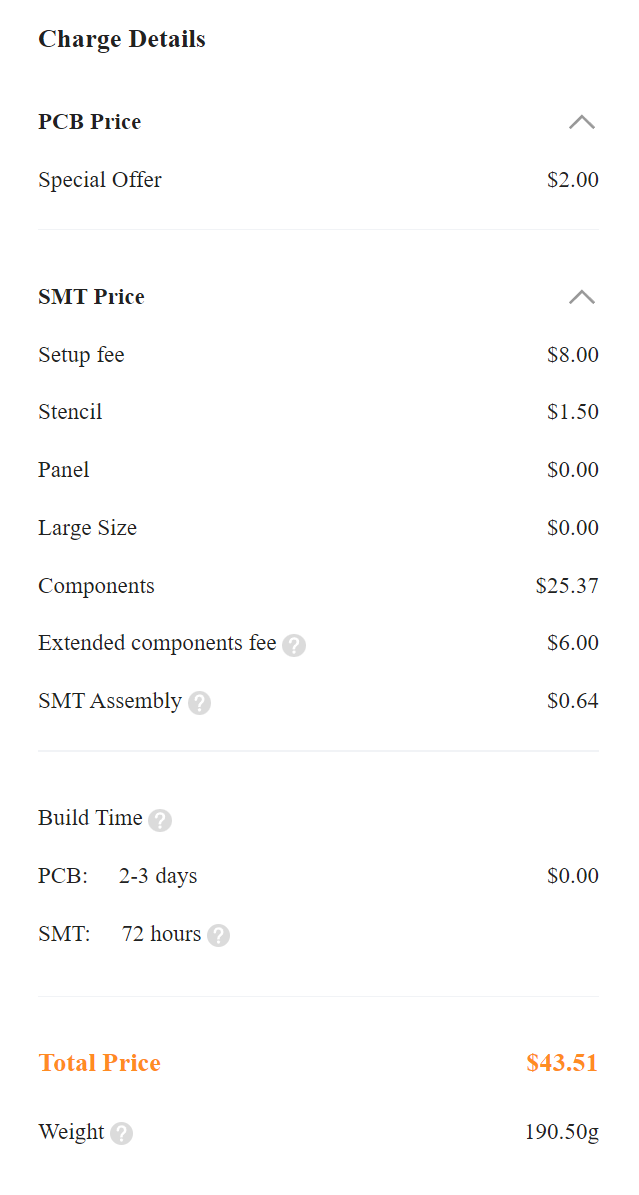 Charge Details
PCB Price
Special Offer $2.00
SMT Price
Setup fee $8.00
Stencil $1.50
Panel $0.00
Large Size $0.00
Components $25.37
Extended components fee ? $6.00
SMT Assembly ? $0.64
Build Time ?
PCB: 2-3 days $0.00
SMT: 72 hours ?
Total Price $43.51
Weight ? 190.50g